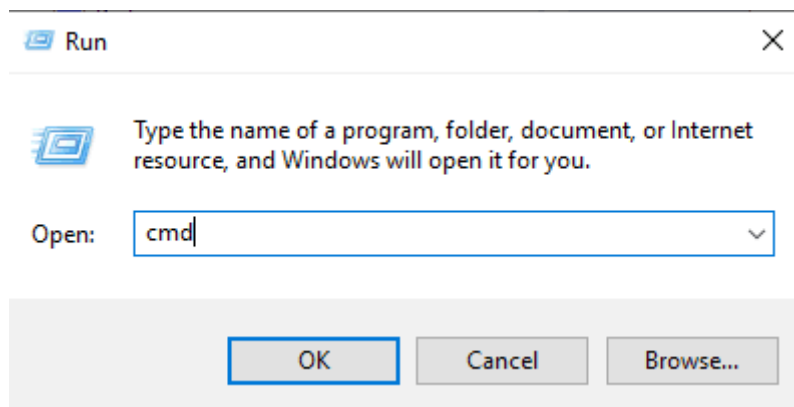 Run
Type the name of a program, folder, document, or Internet
resource, and Windows will open it for you.
Open: cmd
OK Cancel Browse...